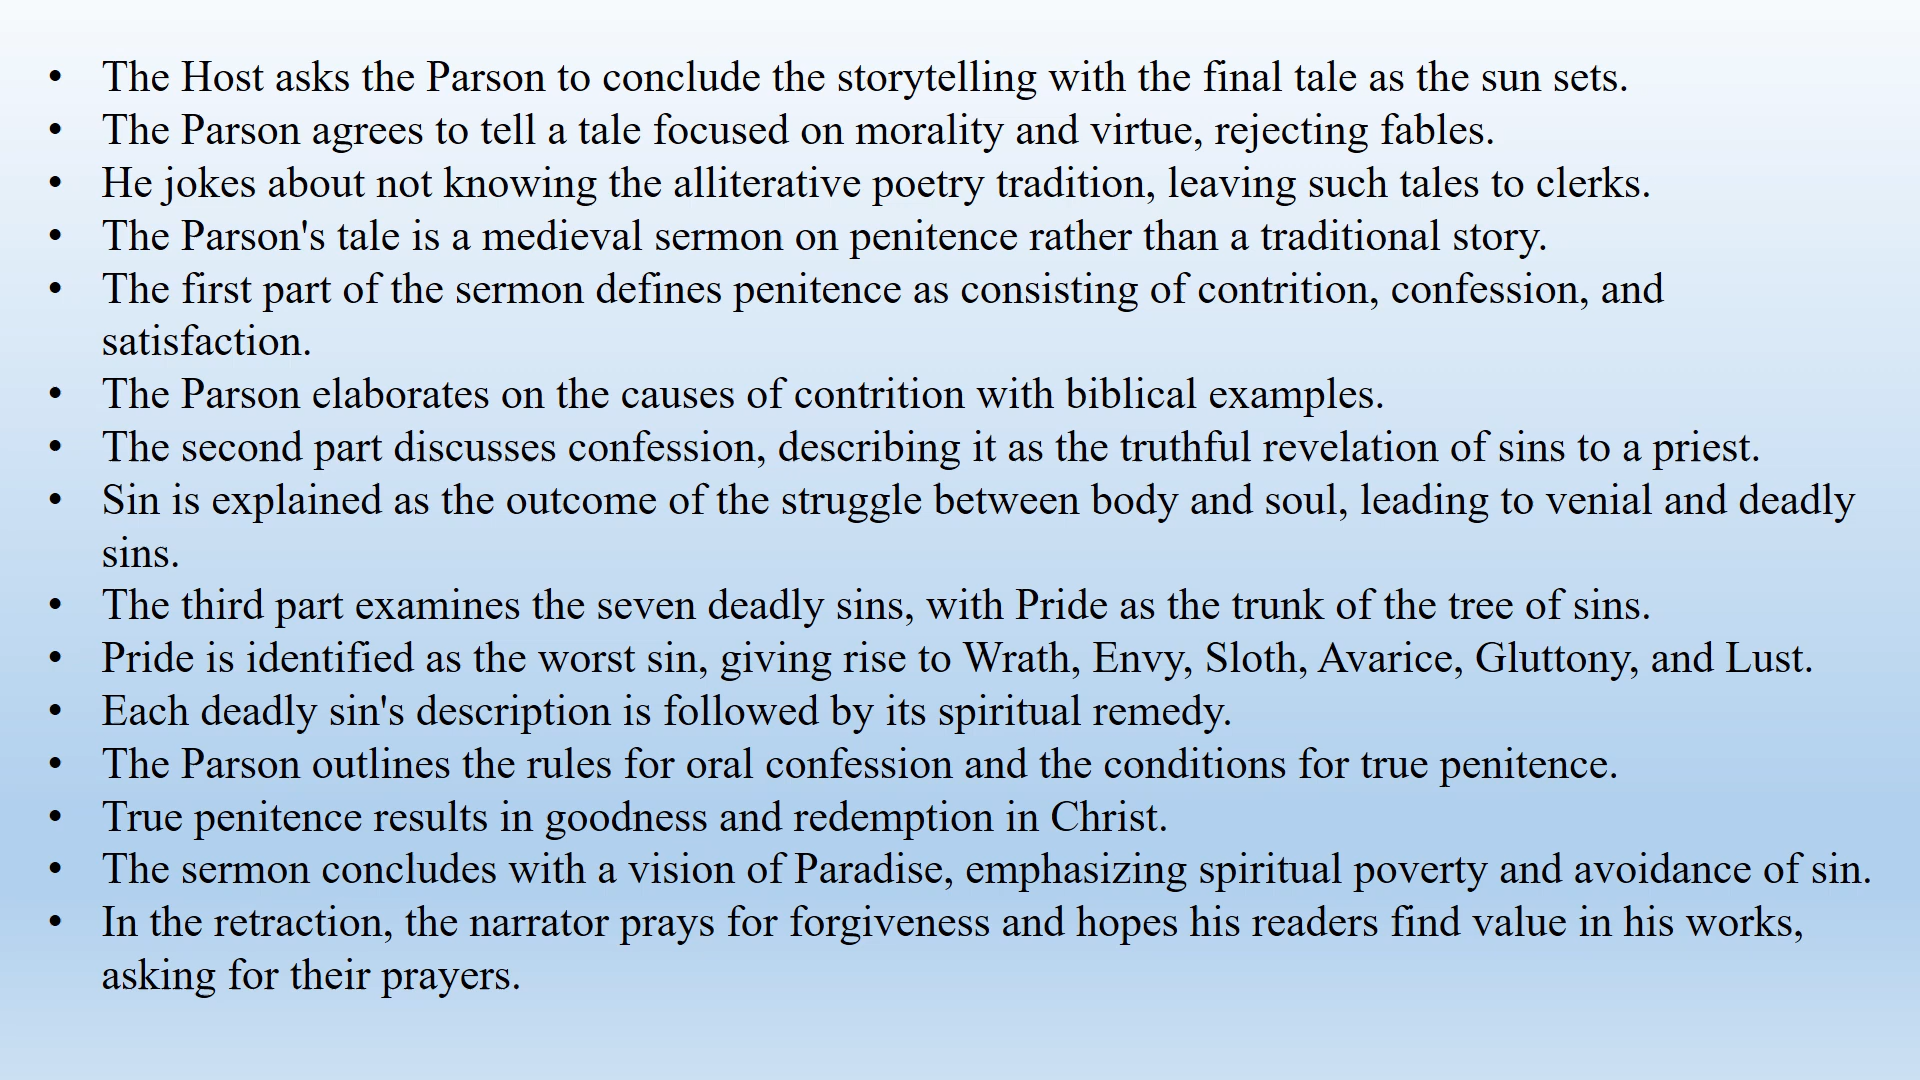 • The Host asks the Parson to conclude the storytelling with the final tale as the sun sets.
• The Parson agrees to tell a tale focused on morality and virtue, rejecting fables.
• He jokes about not knowing the alliterative poetry tradition, leaving such tales to clerks.
• The Parson's tale is a medieval sermon on penitence rather than a traditional story.
• The first part of the sermon defines penitence as consisting of contrition, confession, and
satisfaction.
• The Parson elaborates on the causes of contrition with biblical examples.
• The second part discusses confession, describing it as the truthful revelation of sins to a priest.
• Sin is explained as the outcome of the struggle between body and soul, leading to venial and deadly
sins.
• The third part examines the seven deadly sins, with Pride as the trunk of the tree of sins.
• Pride is identified as the worst sin, giving rise to Wrath, Envy, Sloth, Avarice, Gluttony, and Lust.
• Each deadly sin's description is followed by its spiritual remedy.
• The Parson outlines the rules for oral confession and the conditions for true penitence.
• True penitence results in goodness and redemption in Christ.
• The sermon concludes with a vision of Paradise, emphasizing spiritual poverty and avoidance of sin.
• In the retraction, the narrator prays for forgiveness and hopes his readers find value in his works,
asking for their prayers.